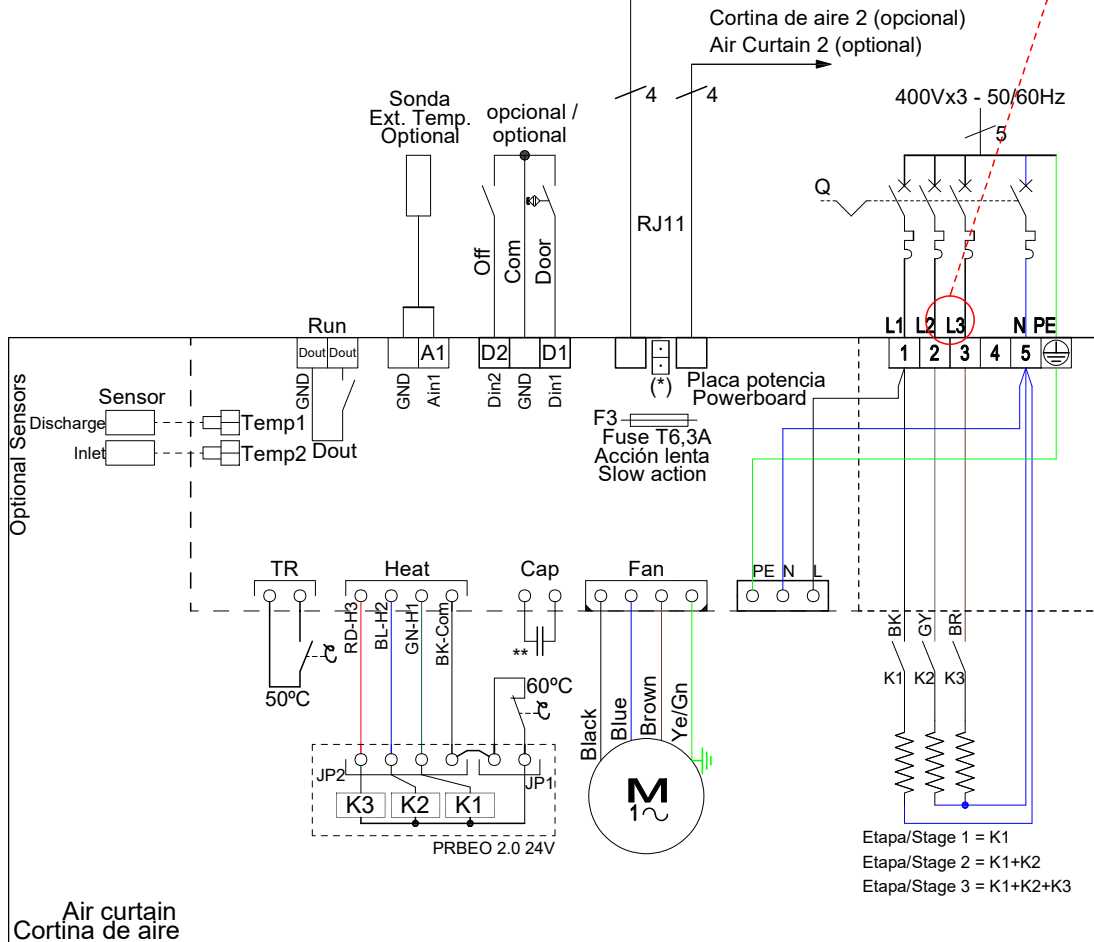 Cortina de aire 2 (opcional)
Air Curtain 2 (optional)
4
4
400Vx3 - 50/60Hz
5
Sonda
Ext. Temp.
Optional
opcional /
optional
Q
RJ11
Off
Com
Door
L1 L2 L3 N PE
Run
Dout Dout
A1
D2 D1
1 2 3 4 5
GND
GND
Ain1
Din2
GND
Din1
(*)
Placa potencia
Powerboard
F3
Fuse T6,3A
Acción lenta
Slow action
Optional Sensors
Sensor
Discharge
Temp1
Inlet
Temp2
Dout
TR
Heat
Cap
Fan
PE N L
RD-H3
BL-H2
GN-H1
BK-Com
**
50ºC
60ºC
BK
GY
BR
K1 K2 K3
Black
Blue
Brown
Ye/Gn
JP2
JP1
K3 K2 K1
M
1~
PRBEO 2.0 24V
Etapa/Stage 1 = K1
Etapa/Stage 2 = K1+K2
Etapa/Stage 3 = K1+K2+K3
Air curtain
Cortina de aire